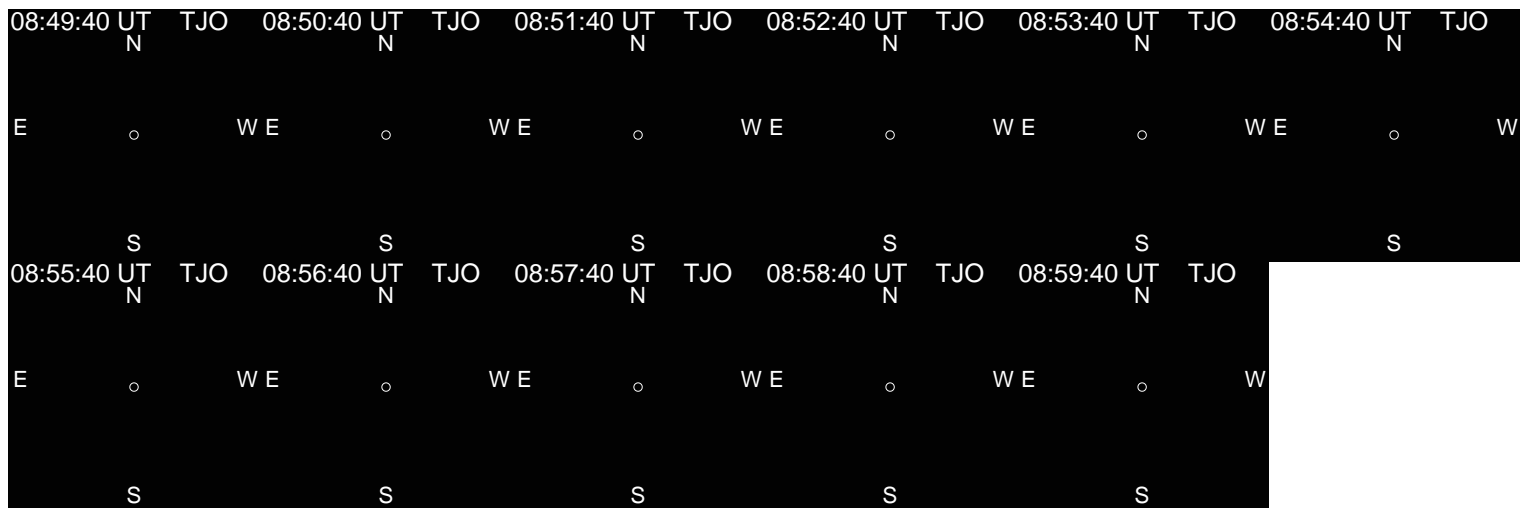 08:49:40 UT TJO 08:50:40 UT TJO 08:51:40 UT TJO 08:52:40 UT TJO 08:53:40 UT TJO 08:54:40 UT TJO
N N N N N N
E W E W E W E W E W E W
S S S S S S
08:55:40 UT TJO 08:56:40 UT TJO 08:57:40 UT TJO 08:58:40 UT TJO 08:59:40 UT TJO
N N N N N
E W E W E W E W E W
S S S S S